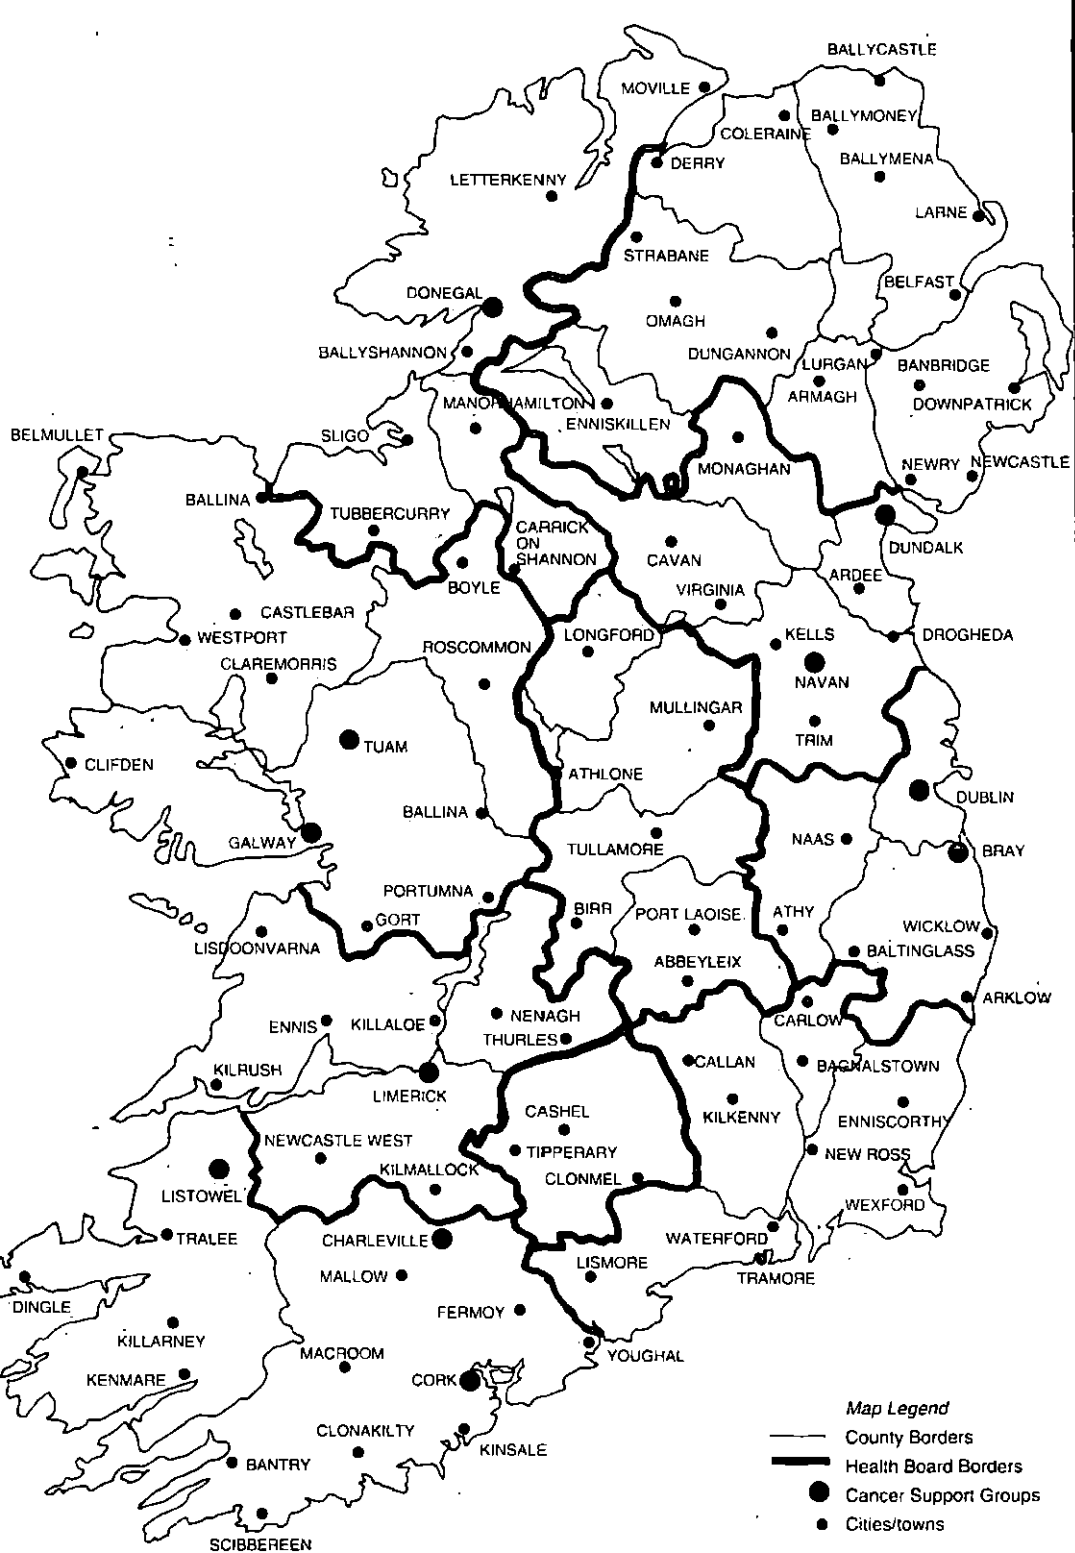 BALLYCASTLE
MOVILLE
BALLYMONEY
COLERAINE
DERRY
BALLYMENA
LETTERKENNY
LARNE
STRABANE
BELFAST
DONEGAL
OMAGH
BALLYSHANNON
DUNGANNON
LURGAN
BANBRIDGE
ARMAGH
DOWNPATRICK
MANORHAMILTON
ENNISKILLEN
BELMULLET
SLIGO
MONAGHAN
NEWRY
NEWCASTLE
BALLINA
TUBBERCURRY
CARRICK
ON
SHANNON
CAVAN
DUNDALK
BOYLE
VIRGINIA
ARDEE
CASTLEBAR
WESTPORT
LONGFORD
KELLS
DROGHEDA
ROSCOMMON
CLAREMORRIS
NAVAN
MULLINGAR
TRIM
TUAM
CLIFDEN
ATHLONE
DUBLIN
BALLINA
GALWAY
TULLAMORE
NAAS
BRAY
PORTUMNA
BIRR
PORT LAOISE.
ATHY
GORT
WICKLOW
LISDOONVARNA
BALTINGLASS
ABBEYLEIX
ARKLOW
ENNIS
KILLALOE
NENAGH
CARLOW
THURLES
CALLAN
BAGNALSTOWN
KILRUSH
LIMERICK
CASHEL
KILKENNY
ENNISCORTHY
NEWCASTLE WEST
TIPPERARY
NEW ROSS
KILMALLOCK
CLONMEL
LISTOWEL
WEXFORD
TRALEE
CHARLEVILLE
WATERFORD
MALLOW
LISMORE
TRAMORE
DINGLE
FERMOY
KILLARNEY
MACROOM
YOUGHAL
KENMARE
CORK
CLONAKILTY
KINSALE
BANTRY
SCIBBEREEN
Map Legend
County Borders
Health Board Borders
Cancer Support Groups
Cities/towns